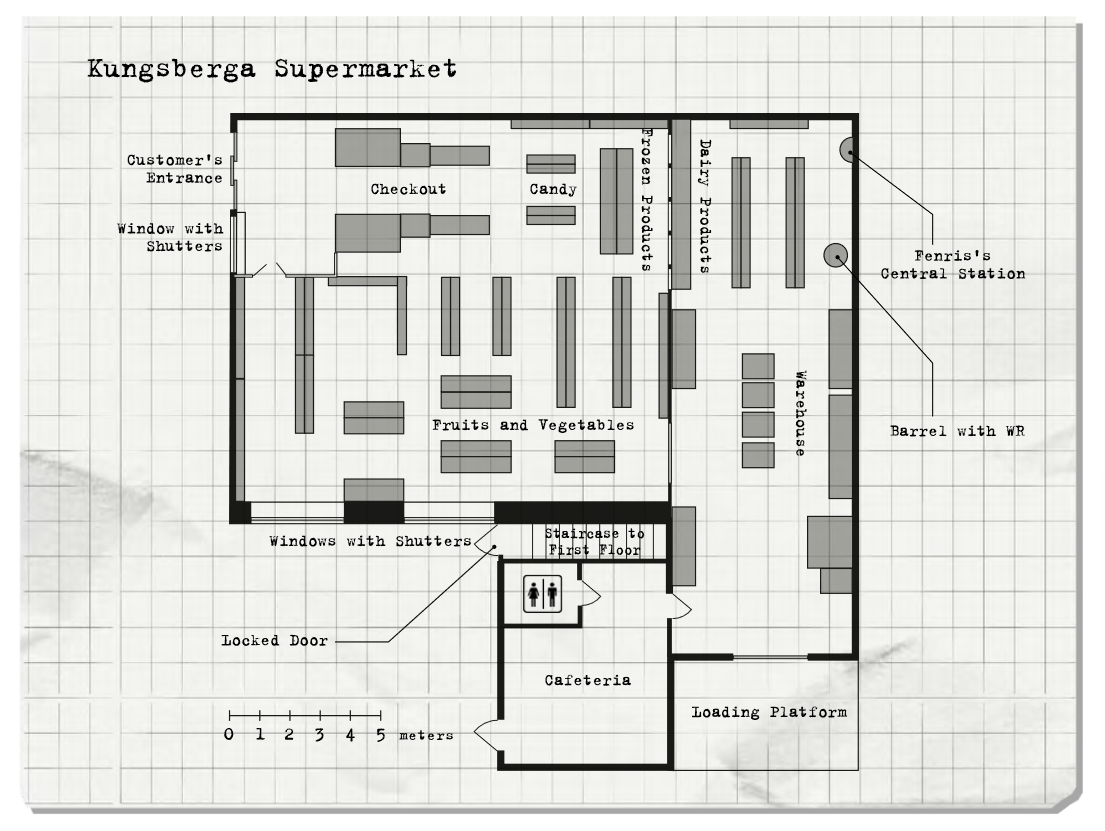 Kungsberga Supermarket
Customer's
Entrance
Checkout
Candy
Frozen Products
Dairy Products
Window with
Shutters
Fenris's
Central Station
Warehouse
Fruits and Vegetables
Barrel with WR
Windows with Shutters
Staircase to
First Floor
Locked Door
Cafeteria
Loading Platform
0 1 2 3 4 5 meters